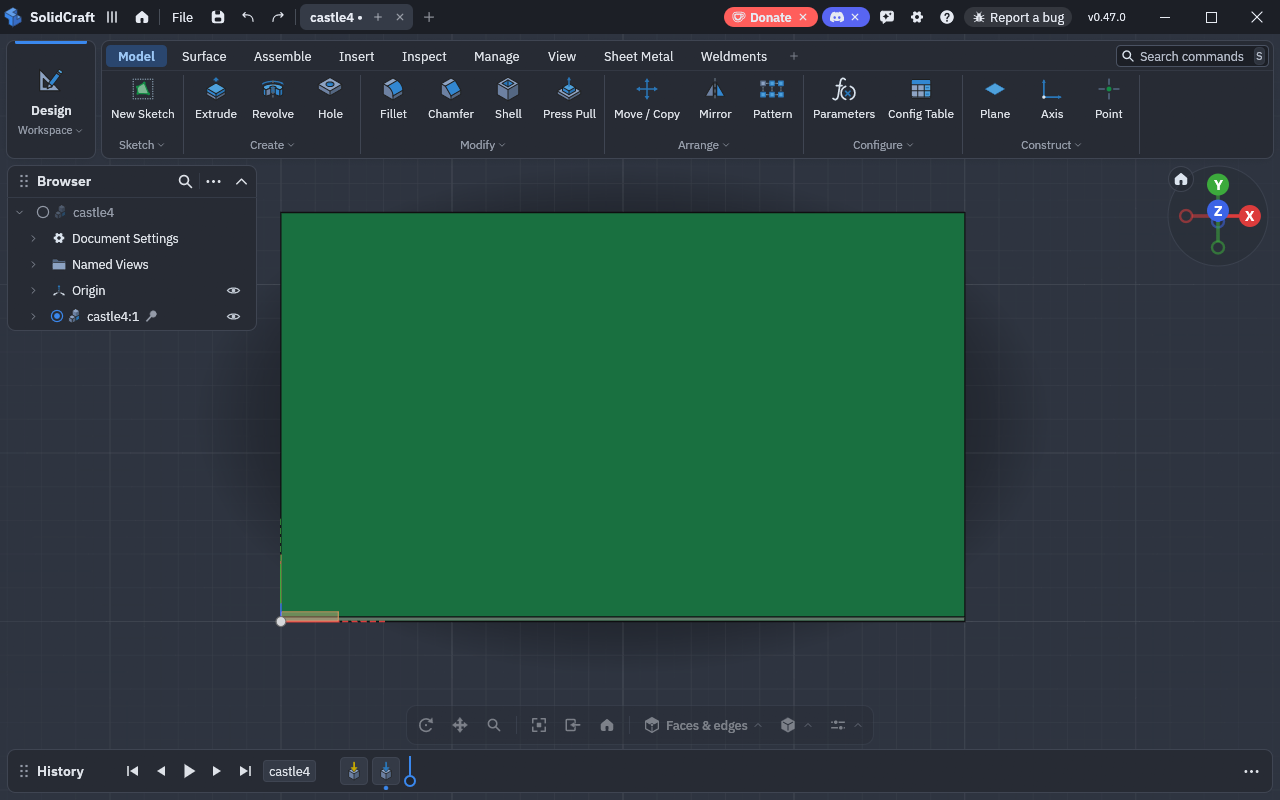 SolidCraft
File
castle4 •
Donate
Report a bug
v0.47.0
Design
Workspace
Model
Surface
Assemble
Insert
Inspect
Manage
View
Sheet Metal
Weldments
Search commands
S
New Sketch
Extrude
Revolve
Hole
Fillet
Chamfer
Shell
Press Pull
Move / Copy
Mirror
Pattern
Parameters
Config Table
Plane
Axis
Point
Sketch
Create
Modify
Arrange
Configure
Construct
Browser
castle4
Document Settings
Named Views
Origin
castle4:1
Y
Z
X
Faces & edges
History
castle4